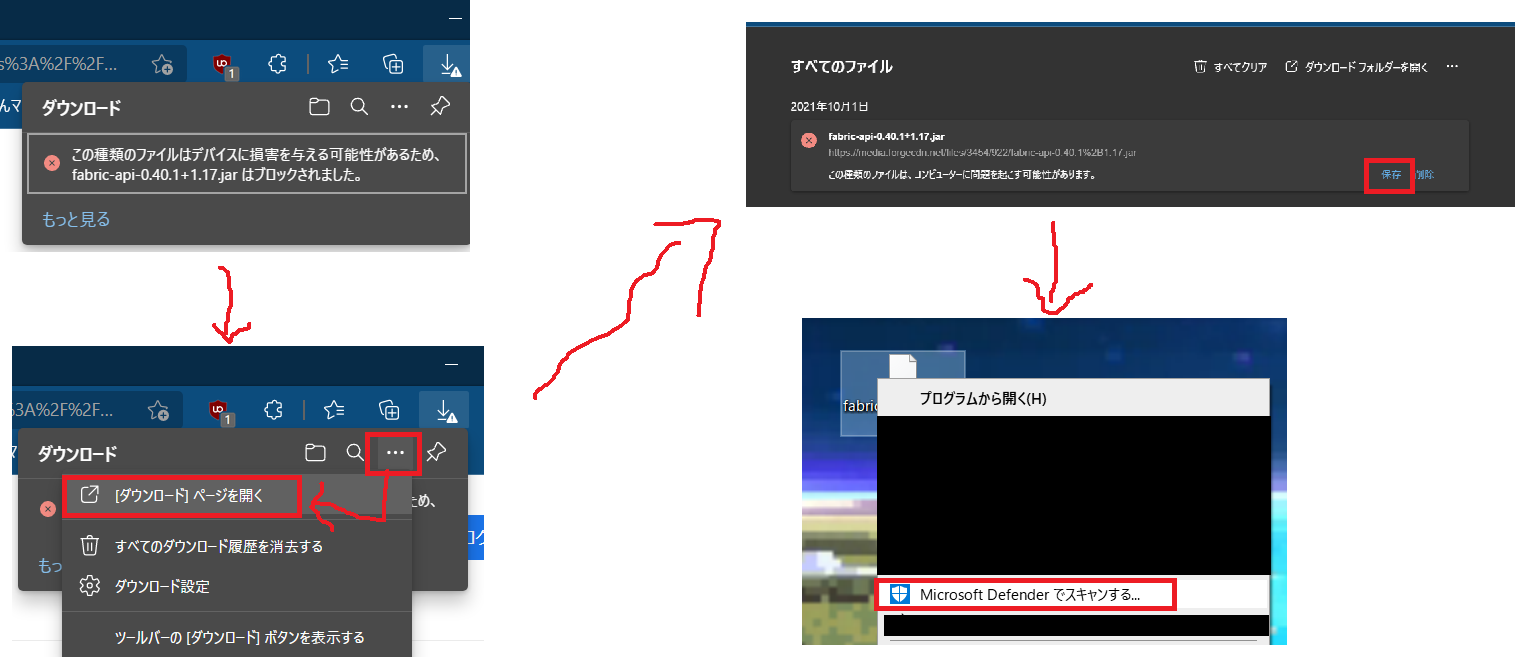 s%3A%2F%2F...
1
んマ
ダウンロード
この種類のファイルはデバイスに損害を与える可能性があるため、
fabric-api-0.40.1+1.17.jar はブロックされました。
もっと見る
%3A%2F%2F...
1
ダウンロード
[ダウンロード] ページを開く
ため、
すべてのダウンロード履歴を消去する
もっ
ダウンロード設定
ツールバーの [ダウンロード] ボタンを表示する
すべてのファイル
すべてクリア
ダウンロード フォルダーを開く
2021年10月1日
fabric-api-0.40.1+1.17.jar
https://media.forgecdn.net/files/3454/922/fabric-api-0.40.1%2B1.17.jar
この種類のファイルは、コンピューターに問題を起こす可能性があります。
保存
削除
fabric
プログラムから開く(H)
Microsoft Defender でスキャンする...